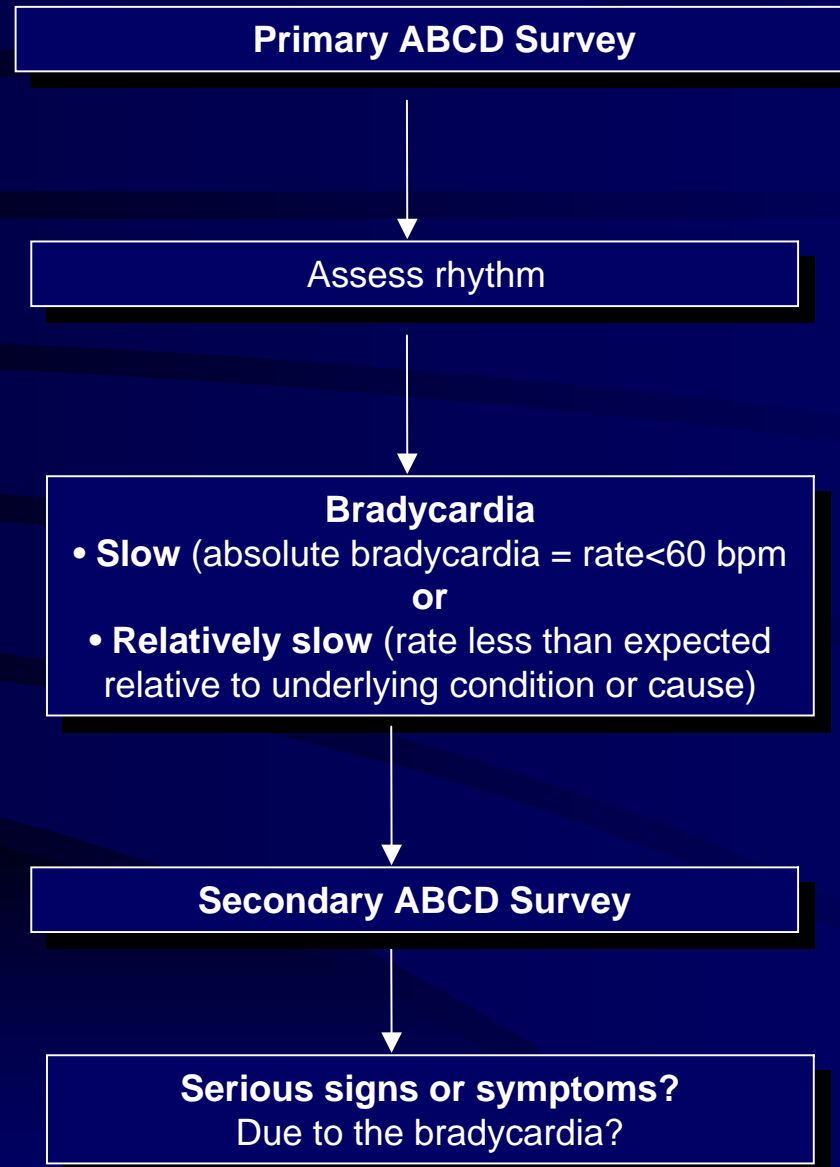 Primary ABCD Survey
Assess rhythm
Bradycardia
• Slow (absolute bradycardia = rate<60 bpm
or
• Relatively slow (rate less than expected
relative to underlying condition or cause)
Secondary ABCD Survey
Serious signs or symptoms?
Due to the bradycardia?